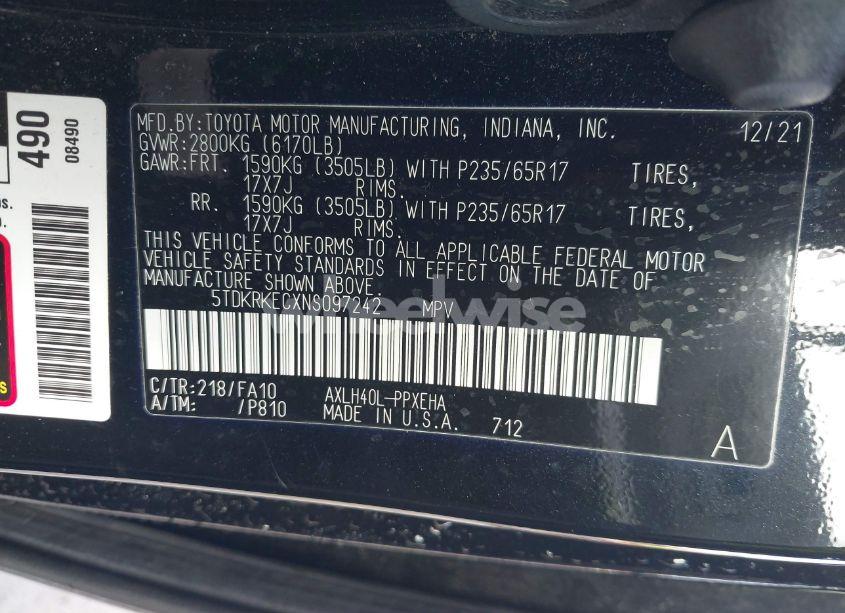 490
08490
MFD.BY:TOYOTA MOTOR MANUFACTURING, INDIANA, INC. 12/21
GVWR:2800KG (6170LB)
GAWR:FRT. 1590KG (3505LB) WITH P235/65R17 TIRES,
17X7J RIMS.
RR. 1590KG (3505LB) WITH P235/65R17 TIRES,
17X7J RIMS.
THIS VEHICLE CONFORMS TO ALL APPLICABLE FEDERAL MOTOR
VEHICLE SAFETY STANDARDS IN EFFECT ON THE DATE OF
MANUFACTURE SHOWN ABOVE.
5TDKRKECXNS097242 MPV
wheelwise
C/TR:218/FA10 AXLH40L-PPXEHA
A/TM: /P810 MADE IN U.S.A. 712
A